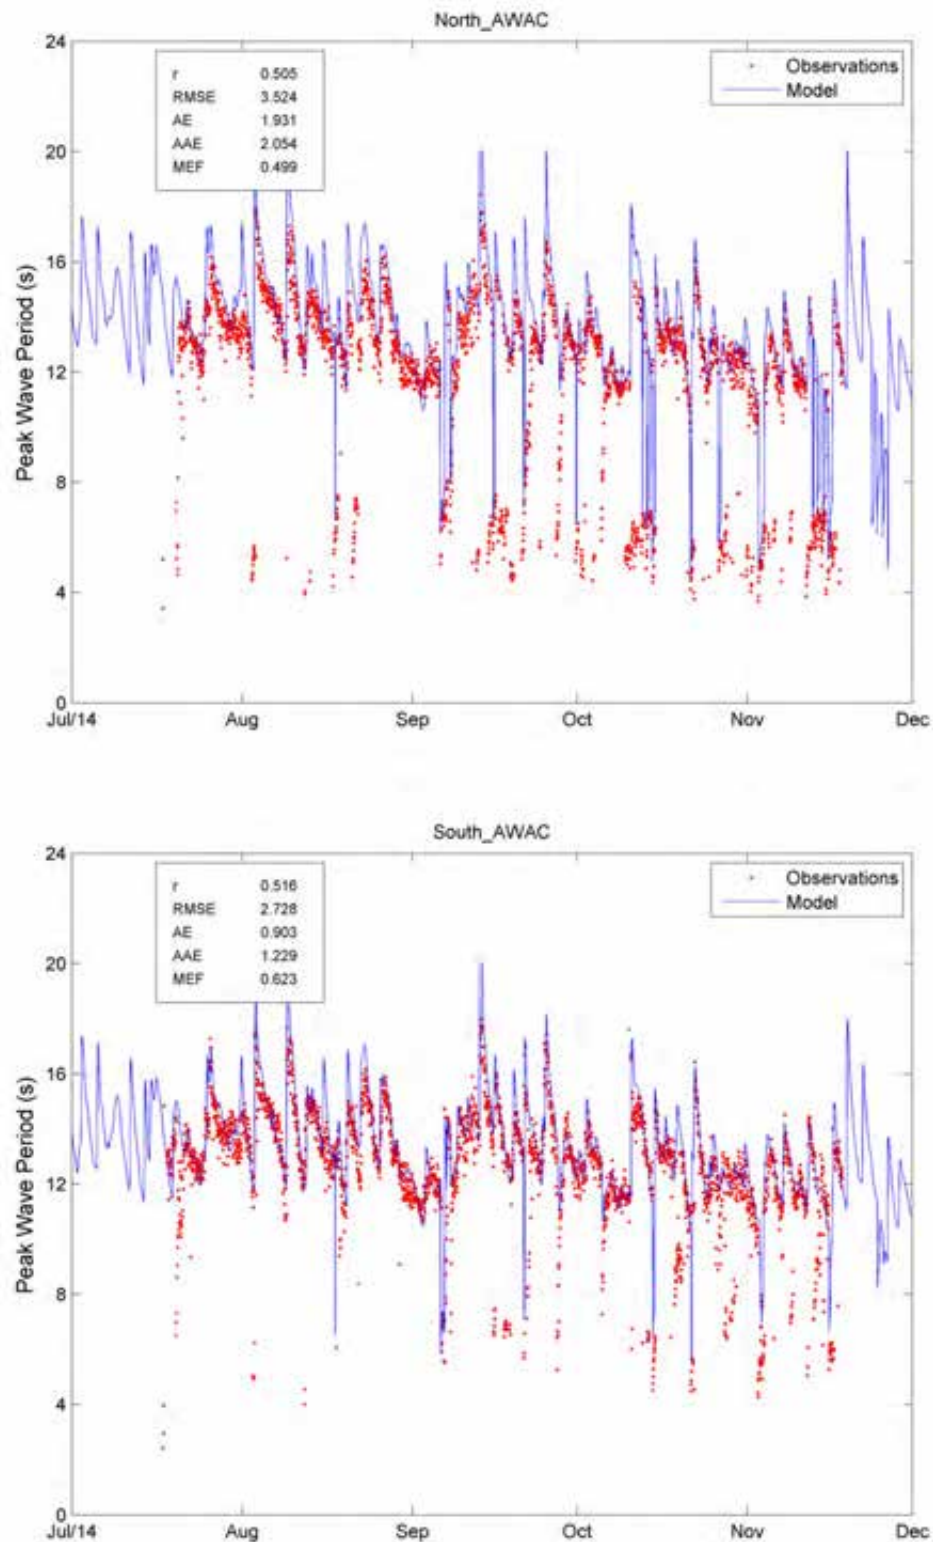 North_AWAC
24
r 0.505
RMSE 3.524
AE 1.931
AAE 2.054
MEF 0.499
Observations
Model
20
16
12
8
4
0
Peak Wave Period (s)
Jul/14 Aug Sep Oct Nov Dec
South_AWAC
24
r 0.516
RMSE 2.728
AE 0.903
AAE 1.229
MEF 0.623
Observations
Model
20
16
12
8
4
0
Peak Wave Period (s)
Jul/14 Aug Sep Oct Nov Dec